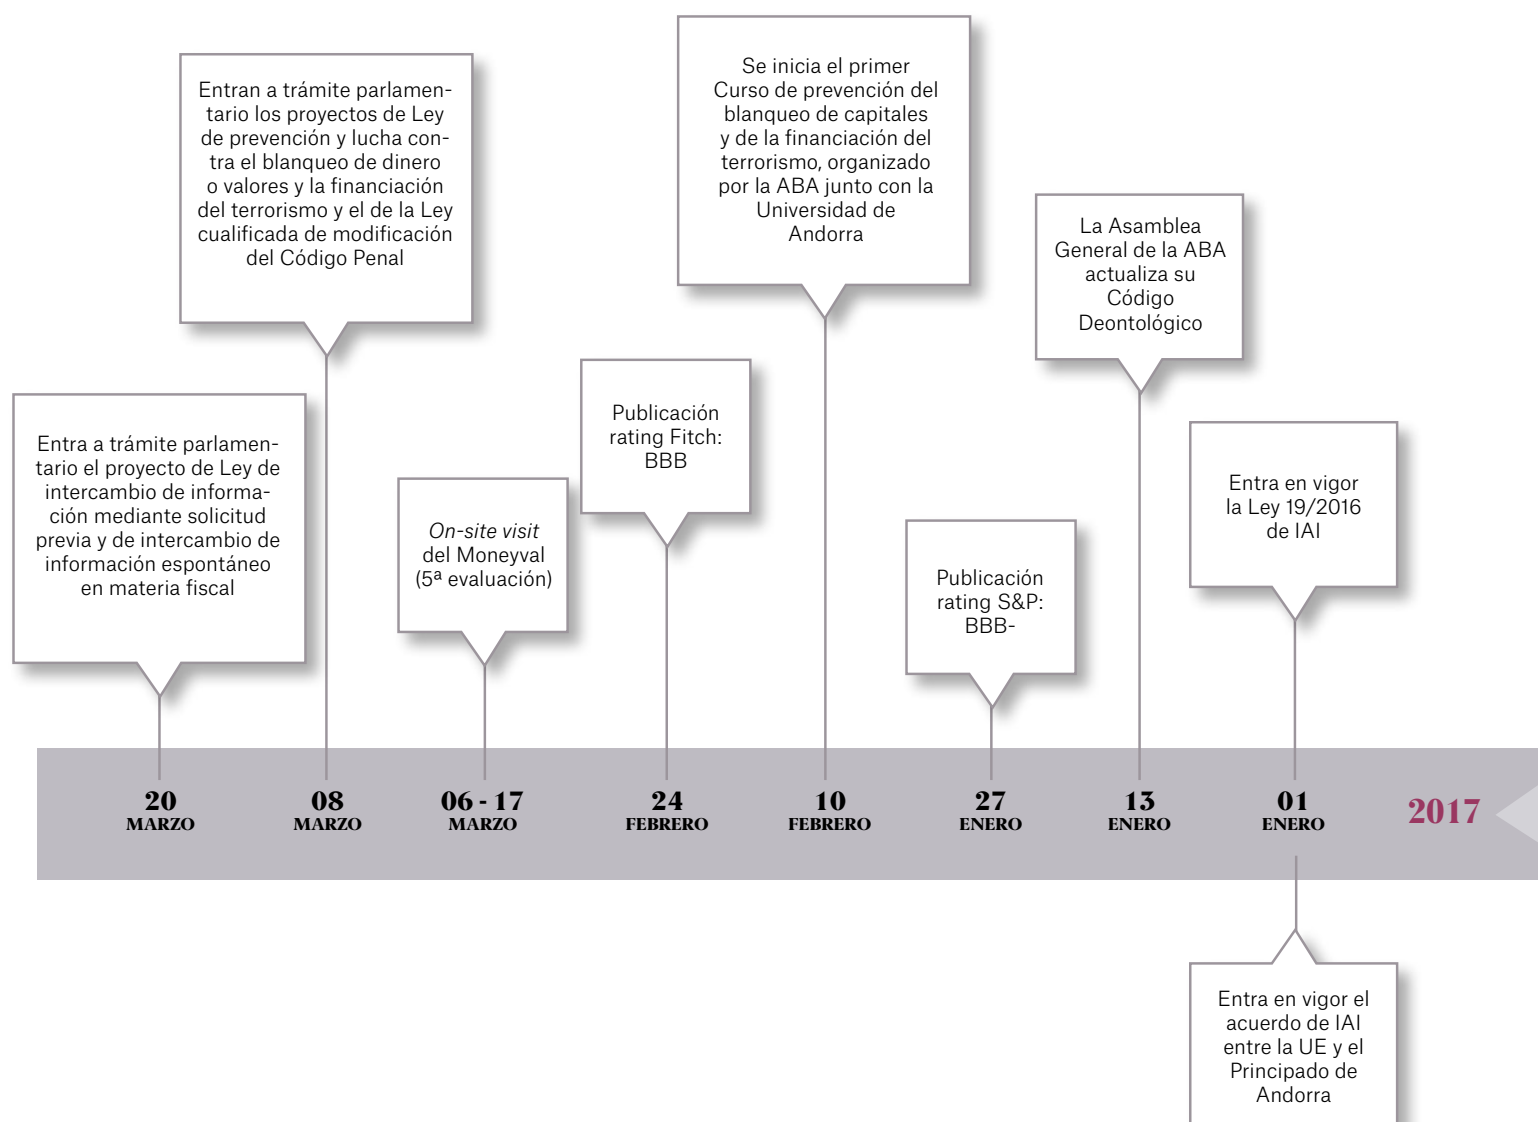 Entra a trámite parlamen-
tario el proyecto de Ley de
intercambio de informa-
ción mediante solicitud
previa y de intercambio de
información espontáneo
en materia fiscal
20
MARZO
Entran a trámite parlamen-
tario los proyectos de Ley
de prevención y lucha con-
tra el blanqueo de dinero
o valores y la financiación
del terrorismo y el de la Ley
cualificada de modificación
del Código Penal
08
MARZO
On-site visit
del Moneyval
(5ª evaluación)
06 - 17
MARZO
Publicación
rating Fitch:
BBB
24
FEBRERO
Se inicia el primer
Curso de prevención del
blanqueo de capitales
y de la financiación del
terrorismo, organizado
por la ABA junto con la
Universidad de
Andorra
10
FEBRERO
Publicación
rating S&P:
BBB-
27
ENERO
La Asamblea
General de la ABA
actualiza su
Código
Deontológico
13
ENERO
Entra en vigor
la Ley 19/2016
de IAI
01
ENERO
2017
Entra en vigor el
acuerdo de IAI
entre la UE y el
Principado de
Andorra